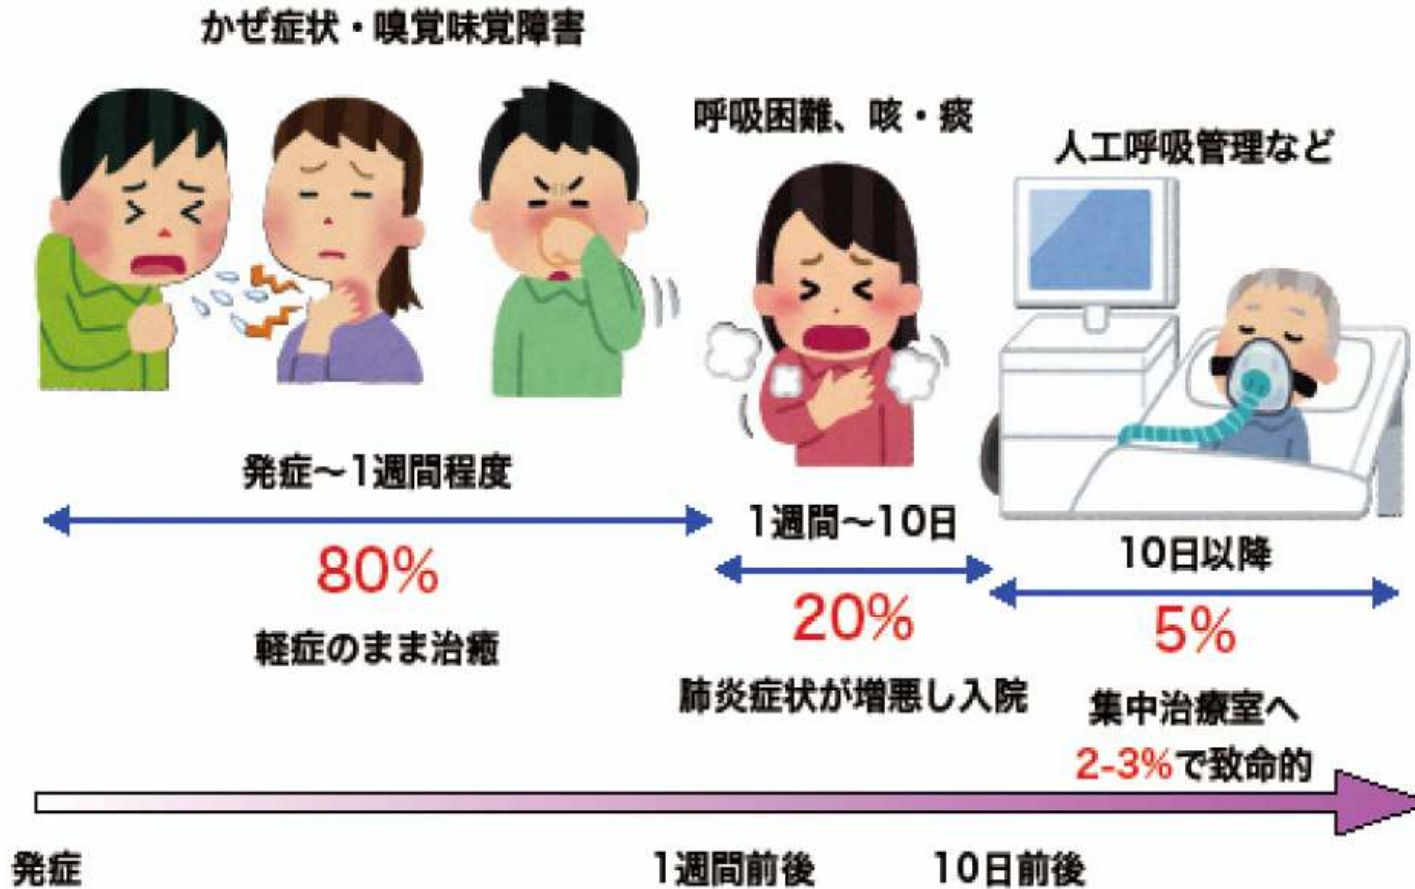 かぜ症状・嗅覚味覚障害
呼吸困難、咳・痰
人工呼吸管理など
発症～1週間程度
80%
軽症のまま治癒
1週間～10日
20%
肺炎症状が増悪し入院
10日以降
5%
集中治療室へ
2-3%で致命的
発症
1週間前後
10日前後